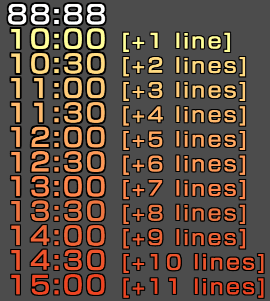 88:88
10:00 [+1 line]
10:30 [+2 lines]
11:00 [+3 lines]
11:30 [+4 lines]
12:00 [+5 lines]
12:30 [+6 lines]
13:00 [+7 lines]
13:30 [+8 lines]
14:00 [+9 lines]
14:30 [+10 lines]
15:00 [+11 lines]